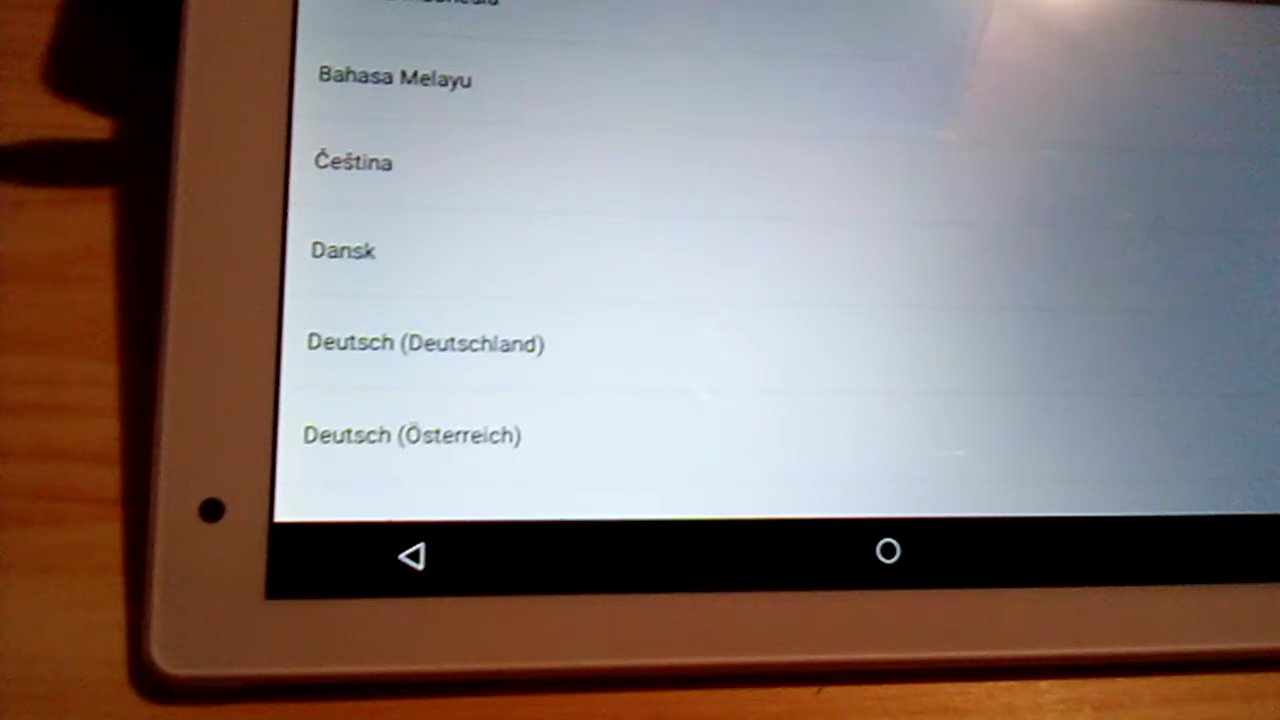 Bahasa Melayu
Čeština
Dansk
Deutsch (Deutschland)
Deutsch (Österreich)